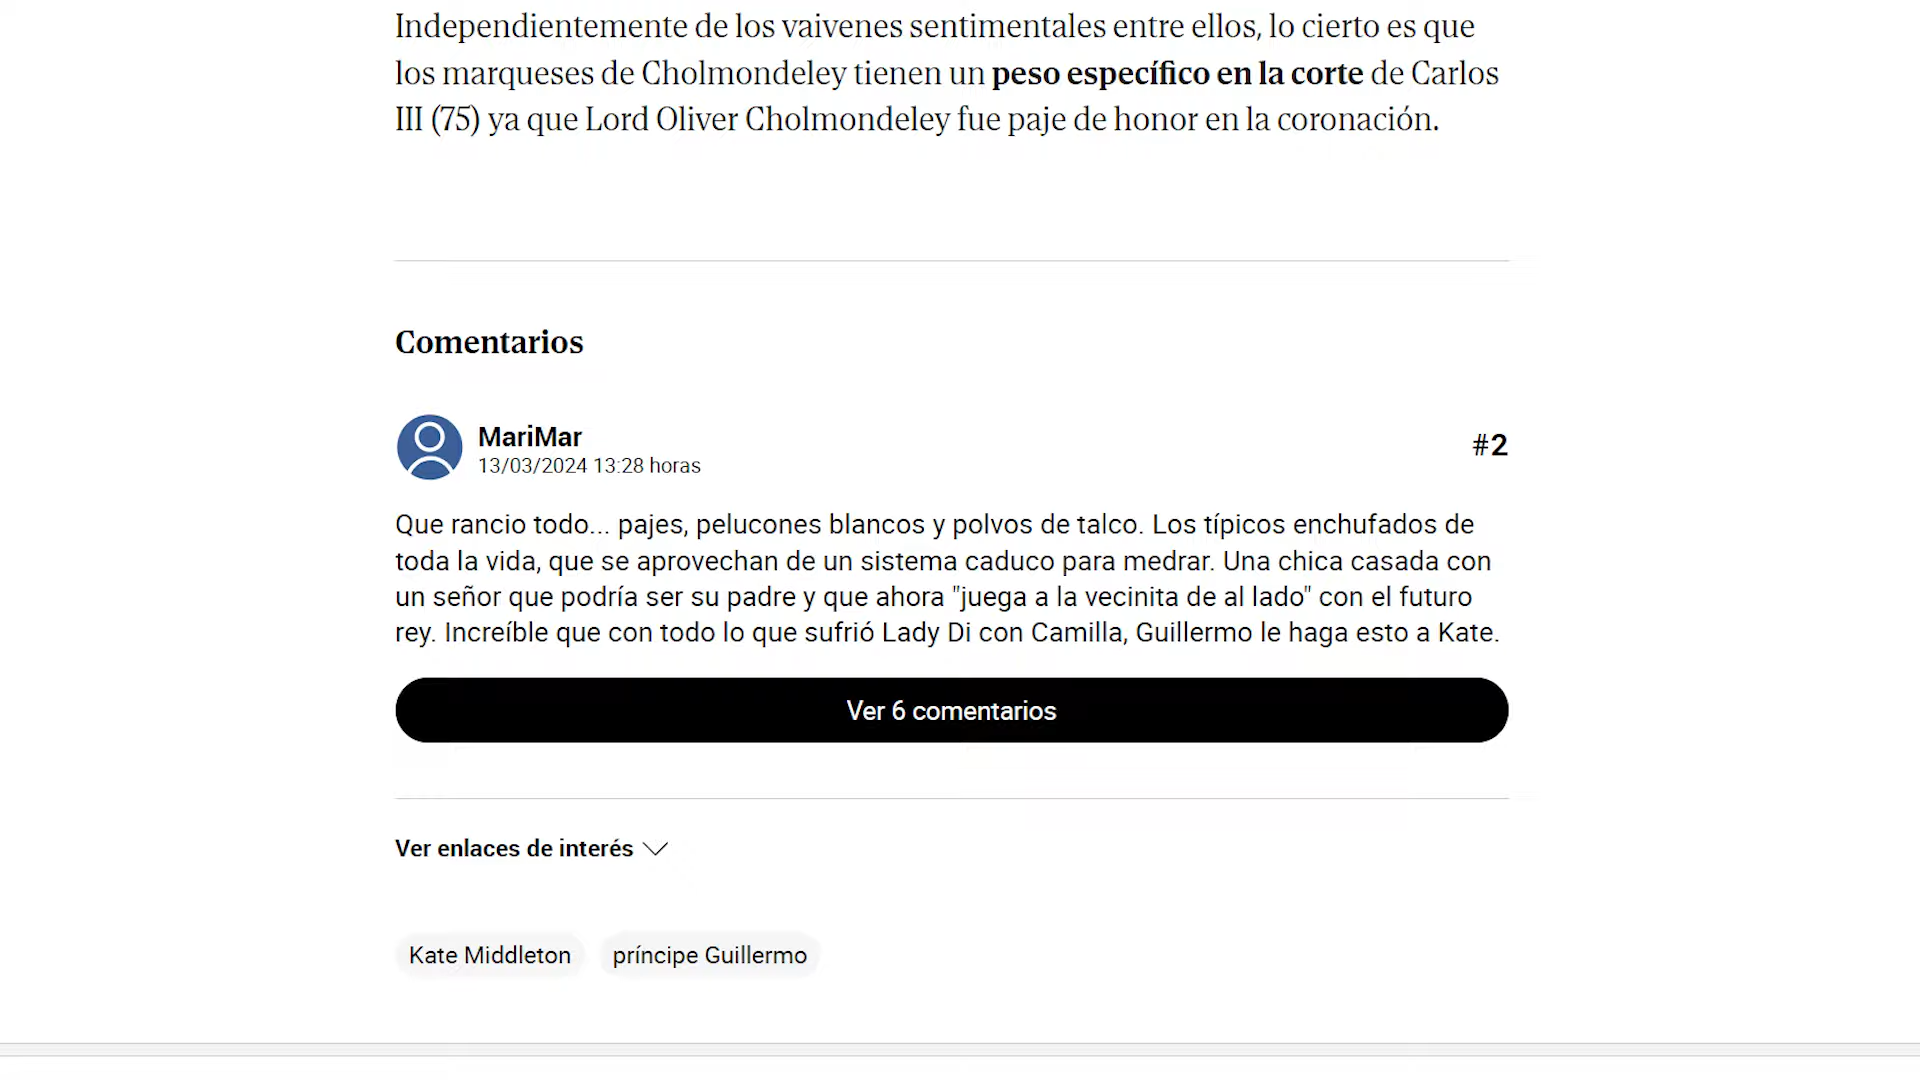 Independientemente de los vaivenes sentimentales entre ellos, lo cierto es que
los marqueses de Cholmondeley tienen un peso específico en la corte de Carlos
III (75) ya que Lord Oliver Cholmondeley fue paje de honor en la coronación.
Comentarios
MariMar
13/03/2024 13:28 horas
#2
Que rancio todo... pajes, pelucones blancos y polvos de talco. Los típicos enchufados de
toda la vida, que se aprovechan de un sistema caduco para medrar. Una chica casada con
un señor que podría ser su padre y que ahora "juega a la vecinita de al lado" con el futuro
rey. Increíble que con todo lo que sufrió Lady Di con Camilla, Guillermo le haga esto a Kate.
Ver 6 comentarios
Ver enlaces de interés
Kate Middleton
príncipe Guillermo